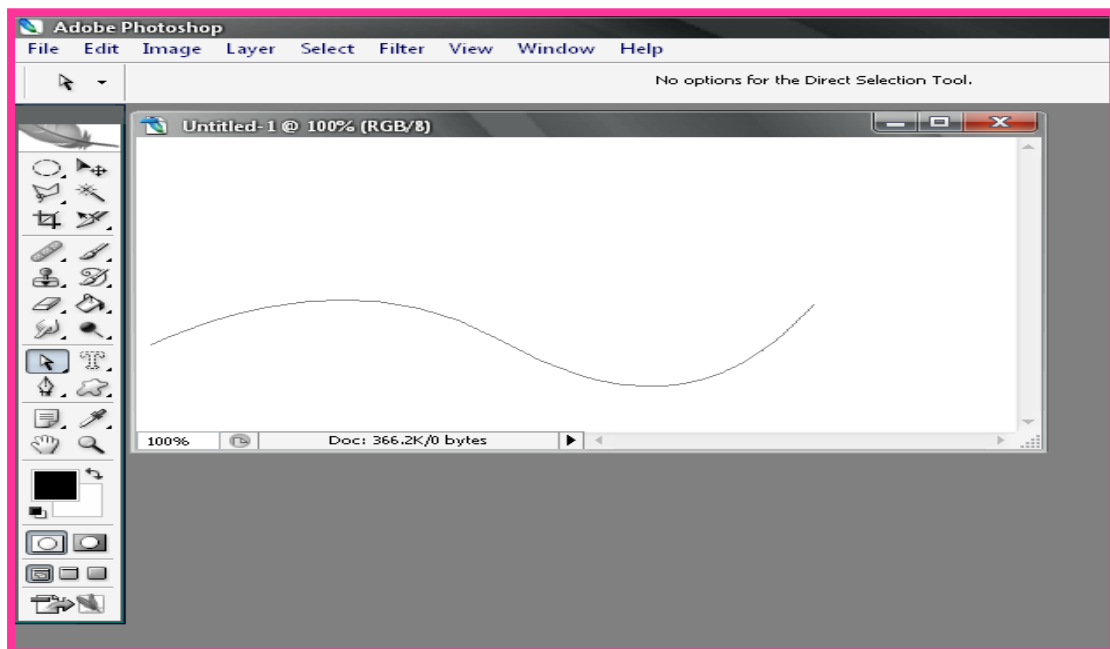 Adobe Photoshop
File Edit Image Layer Select Filter View Window Help
No options for the Direct Selection Tool.
Untitled-1 @ 100% (RGB/8)
T
100%
Doc: 366.2K/0 bytes